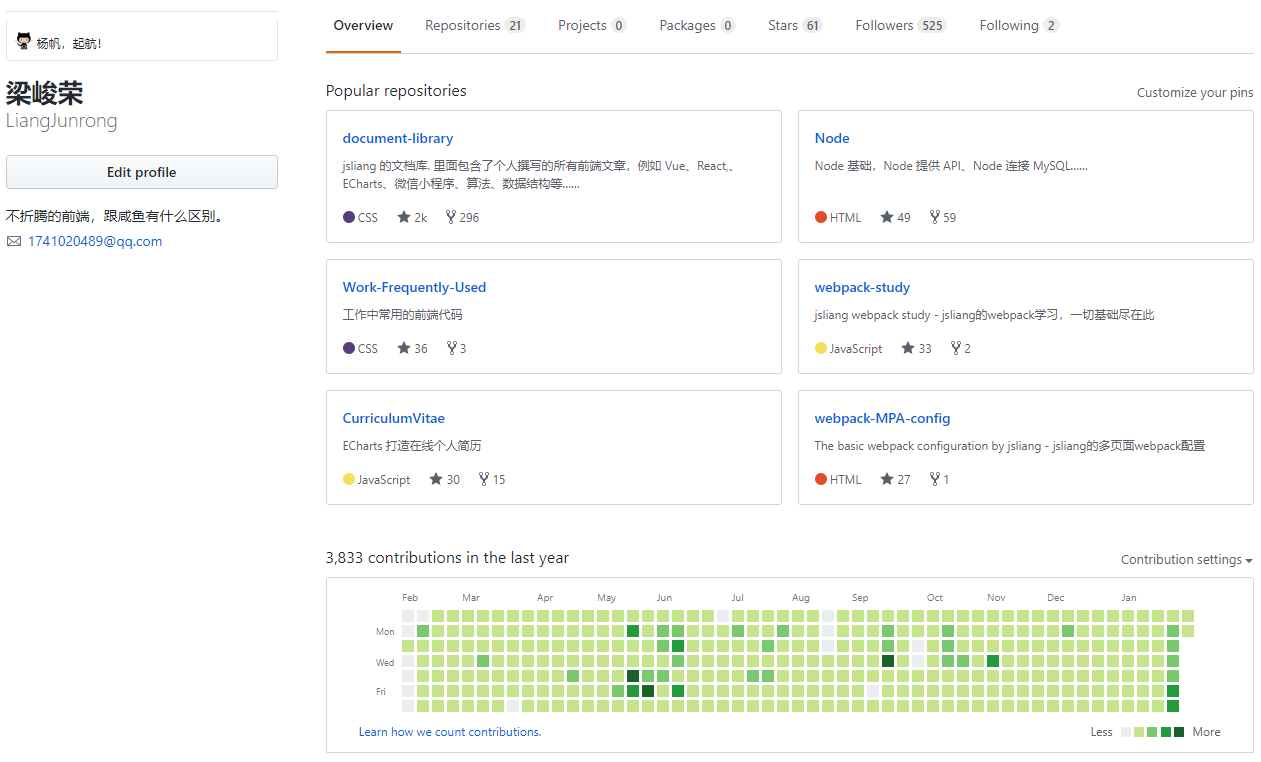 Overview Repositories 21 Projects 0 Packages 0 Stars 61 Followers 525 Following 2
杨帆，起航！
梁峻荣
LiangJunrong
Edit profile
不折腾的前端，跟咸鱼有什么区别。
1741020489@qq.com
Popular repositories
Customize your pins
document-library
jsliang 的文档库. 里面包含了个人撰写的所有前端文章，例如 Vue、React,、
ECharts、微信小程序、算法、数据结构等……
CSS 2k 296
Node
Node 基础，Node 提供 API、Node 连接 MySQL……
HTML 49 59
Work-Frequently-Used
工作中常用的前端代码
CSS 36 3
webpack-study
jsliang webpack study - jsliang的webpack学习，一切基础尽在此
JavaScript 33 2
CurriculumVitae
ECharts 打造在线个人简历
JavaScript 30 15
webpack-MPA-config
The basic webpack configuration by jsliang - jsliang的多页面webpack配置
HTML 27 1
3,833 contributions in the last year
Contribution settings
Feb Mar Apr May Jun Jul Aug Sep Oct Nov Dec Jan
Mon
Wed
Fri
Learn how we count contributions.
Less More